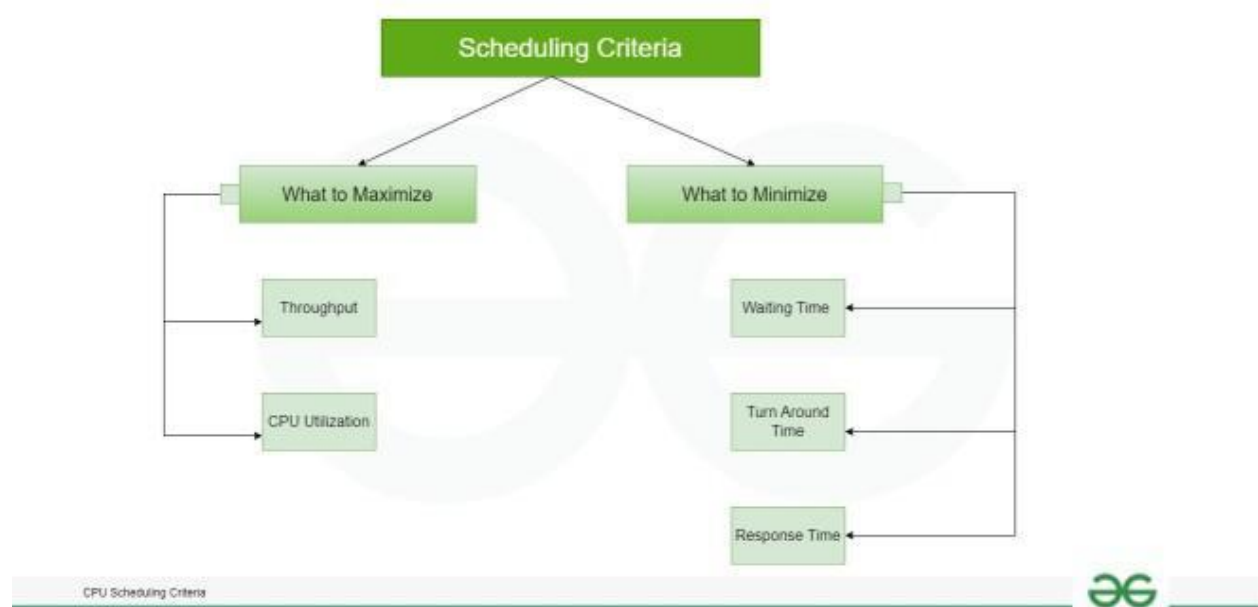 Scheduling Criteria
What to Maximize
What to Minimize
Throughput
Waiting Time
CPU Utilization
Turn Around
Time
Response Time
CPU Scheduling Criteria